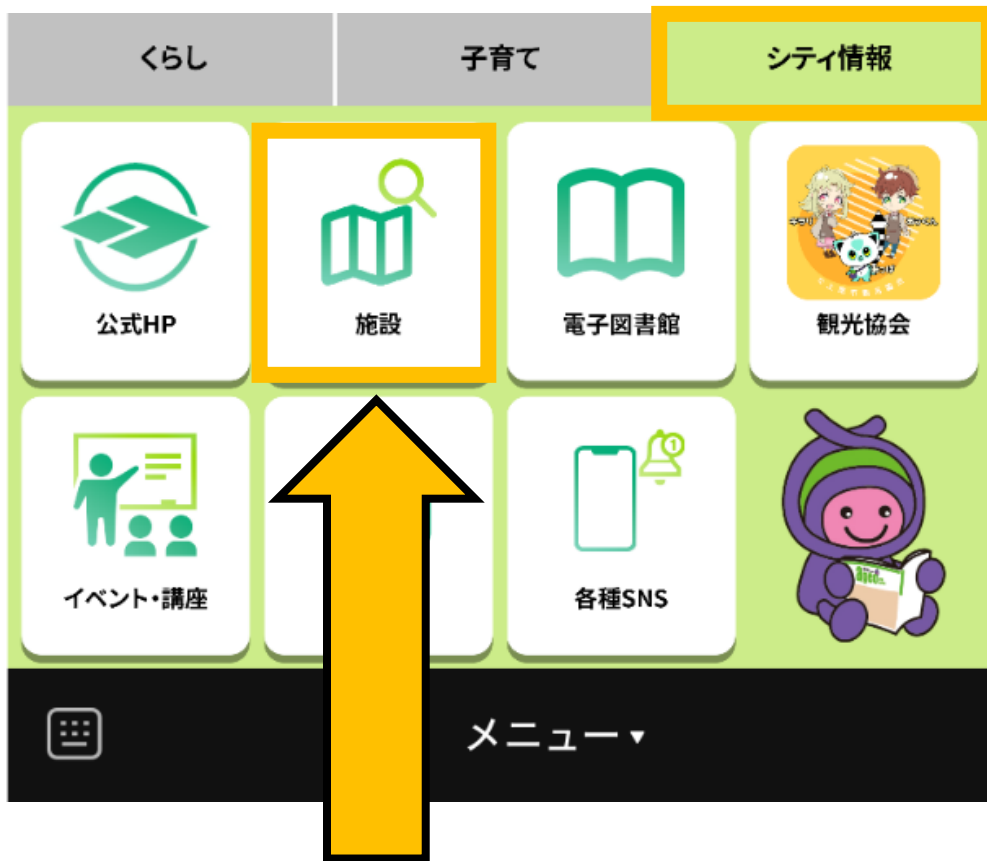 くらし
子育て
シティ情報
公式HP
施設
電子図書館
観光協会
イベント・講座
各種SNS
1
メニュー▼